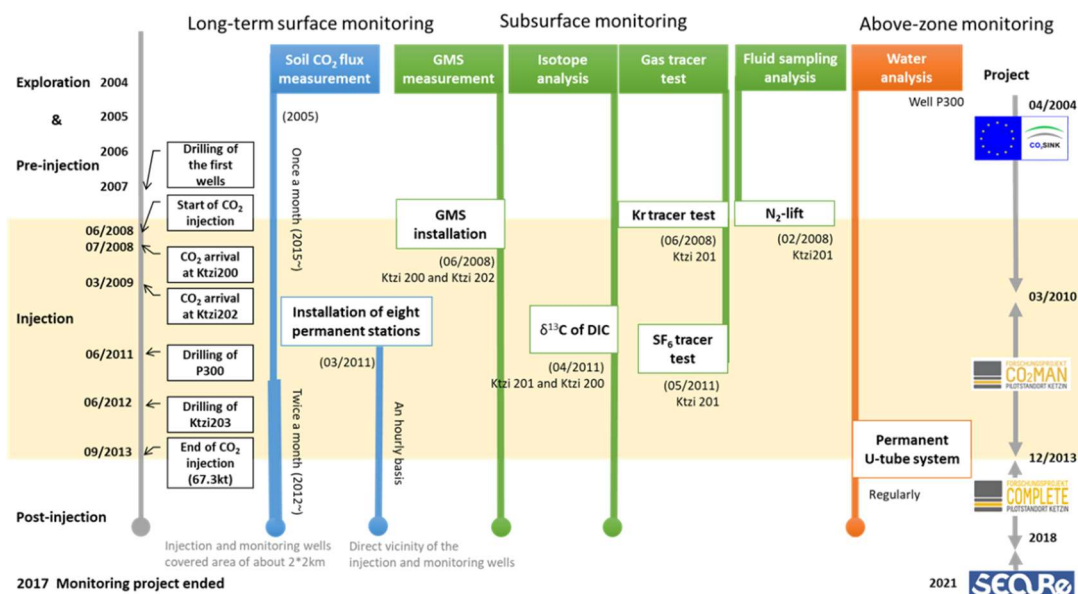 Long-term surface monitoring
Subsurface monitoring
Above-zone monitoring
Soil CO₂ flux
measurement
GMS
measurement
Isotope
analysis
Gas tracer
test
Fluid sampling
analysis
Water
analysis
Project
Exploration
&
Pre-injection
Injection
Post-injection
2004
2005
2006
2007
06/2008
07/2008
03/2009
06/2011
06/2012
09/2013
Drilling of
the first
wells
Start of CO₂
injection
CO₂ arrival
at Ktzi200
CO₂ arrival
at Ktzi202
Drilling of
P300
Drilling of
Ktzi203
End of CO₂
injection
(67.3kt)
(2005)
Once a month (2015~)
Twice a month (2012~)
Installation of eight
permanent stations
(03/2011)
An hourly basis
Injection and monitoring wells
covered area of about 2*2km
Direct vicinity of the
injection and monitoring wells
GMS
installation
(06/2008)
Ktzi 200 and Ktzi 202
δ¹³C of DIC
(04/2011)
Ktzi 201 and Ktzi 200
Kr tracer test
(06/2008)
Ktzi 201
SF₆ tracer
test
(05/2011)
Ktzi 201
N₂-lift
(02/2008)
Ktzi201
Well P300
Permanent
U-tube system
Regularly
04/2004
CO₂SINK
03/2010
FORSCHUNGSPROJEKT
CO₂MAN
PILOTSTANDORT KETZIN
12/2013
FORSCHUNGSPROJEKT
COMPLETE
PILOTSTANDORT KETZIN
2018
2021
SECURe
2017 Monitoring project ended